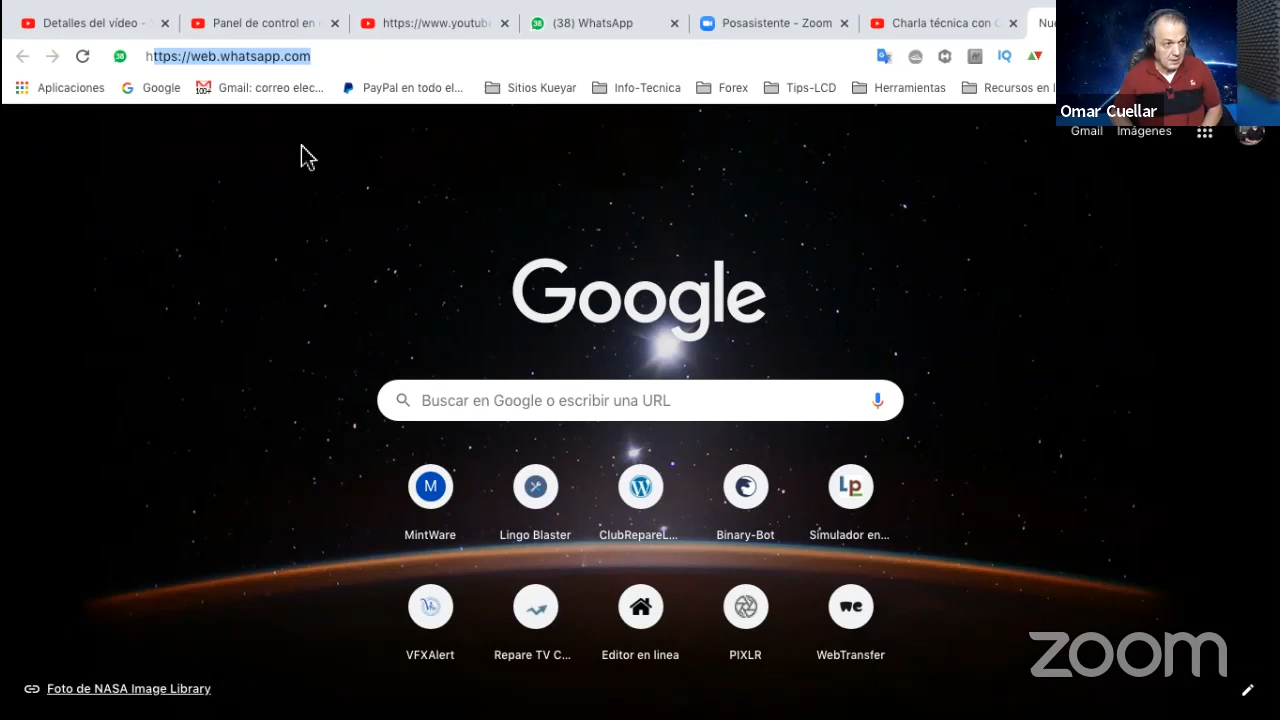 Detalles del vídeo -
Panel de control en
https://www.youtube
(38) WhatsApp
Posasistente - Zoom
Charla técnica con
https://web.whatsapp.com
Aplicaciones
Google
Gmail: correo elec...
PayPal en todo el...
Sitios Kueyar
Info-Tecnica
Forex
Tips-LCD
Herramientas
Recursos en
Omar Cuellar
Gmail
Imágenes
Google
Buscar en Google o escribir una URL
MintWare
Lingo Blaster
ClubRepareL...
Binary-Bot
Simulador en...
VFXAlert
Repare TV C...
Editor en linea
PIXLR
WebTransfer
Foto de NASA Image Library
zoom